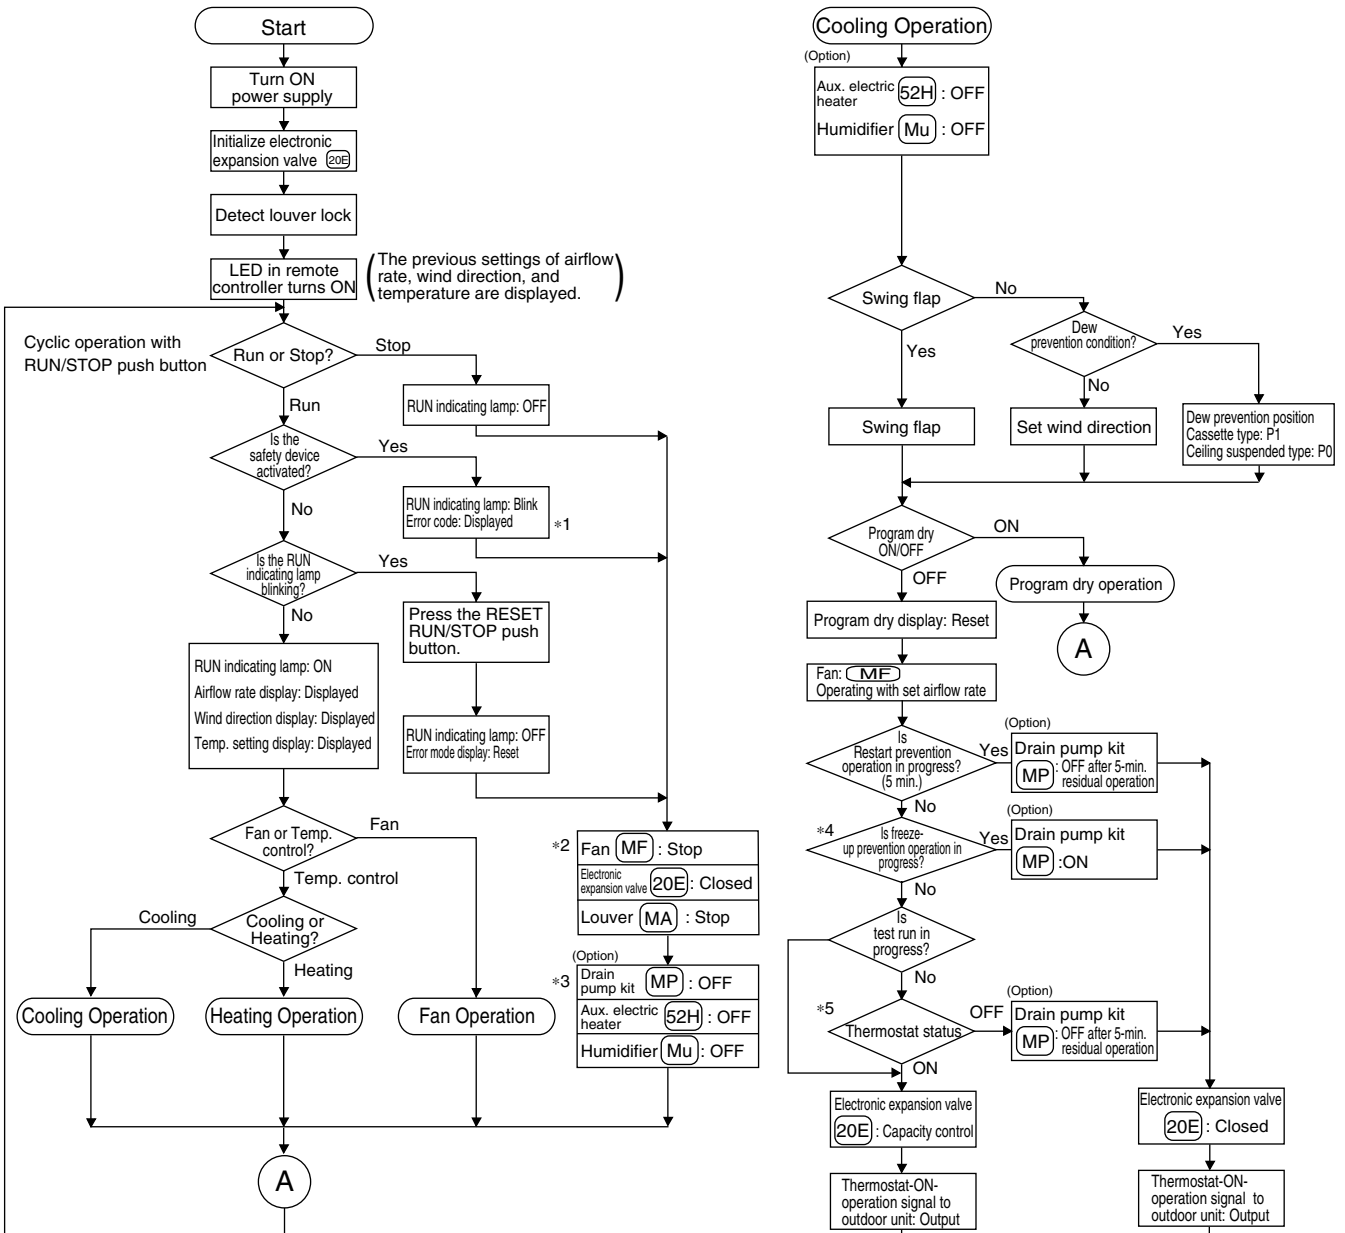 Start
Turn ON
power supply
Initialize electronic
expansion valve 20E
Detect louver lock
LED in remote
controller turns ON
(The previous settings of airflow
rate, wind direction, and
temperature are displayed.)
Cyclic operation with
RUN/STOP push button
Run or Stop?
Stop
RUN indicating lamp: OFF
Run
Is the
safety device
activated?
Yes
RUN indicating lamp: Blink
Error code: Displayed
*1
No
Is the RUN
indicating lamp
blinking?
Yes
Press the RESET
RUN/STOP push
button.
No
RUN indicating lamp: ON
Airflow rate display: Displayed
Wind direction display: Displayed
Temp. setting display: Displayed
RUN indicating lamp: OFF
Error mode display: Reset
Fan or Temp.
control?
Fan
Temp. control
Cooling or
Heating?
Cooling
Heating
Cooling Operation
Heating Operation
Fan Operation
*2
Fan MF : Stop
Electronic
expansion valve 20E : Closed
Louver MA : Stop
(Option)
*3
Drain
pump kit MP : OFF
Aux. electric
heater 52H : OFF
Humidifier Mu : OFF
A
Cooling Operation
(Option)
Aux. electric
heater 52H : OFF
Humidifier Mu : OFF
Swing flap
No
Yes
Dew
prevention condition?
Yes
No
Swing flap
Set wind direction
Dew prevention position
Cassette type: P1
Ceiling suspended type: P0
Program dry
ON/OFF
ON
OFF
Program dry operation
A
Program dry display: Reset
Fan: MF
Operating with set airflow rate
Is
Restart prevention
operation in progress?
(5 min.)
Yes
(Option)
Drain pump kit
MP : OFF after 5-min.
residual operation
No
*4
Is freeze-
up prevention operation in
progress?
Yes
(Option)
Drain pump kit
MP :ON
No
Is
test run in
progress?
No
*5
Thermostat status
OFF
(Option)
Drain pump kit
MP : OFF after 5-min.
residual operation
ON
Electronic expansion valve
20E : Capacity control
Electronic expansion valve
20E : Closed
Thermostat-ON-
operation signal to
outdoor unit: Output
Thermostat-ON-
operation signal to
outdoor unit: Output